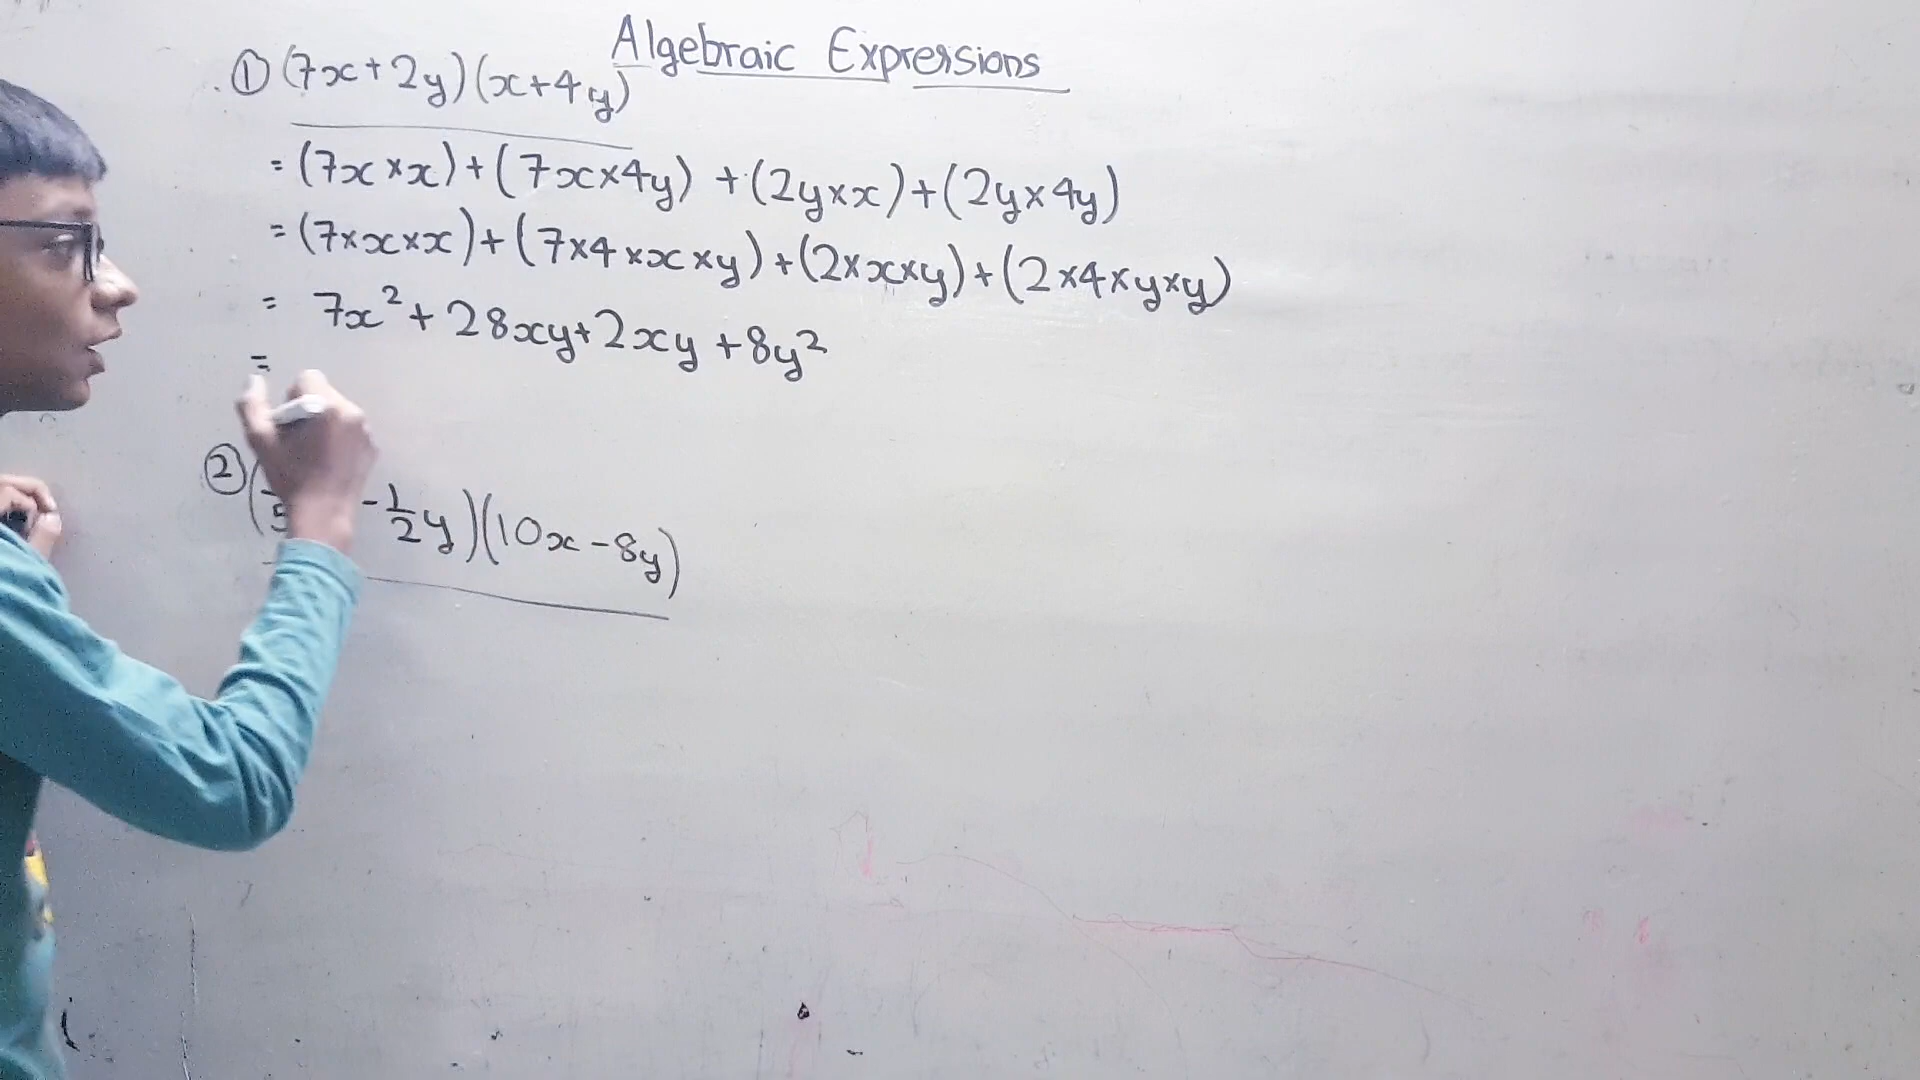 Algebraic Expressions
① (7x+2y)(x+4y)
= (7x×x)+(7x×4y)+(2y×x)+(2y×4y)
= (7×x×x)+(7×4×x×y)+(2×x×y)+(2×4×y×y)
= 7x²+28xy+2xy+8y²
=
② ( 5 -1/2y)(10x-8y)